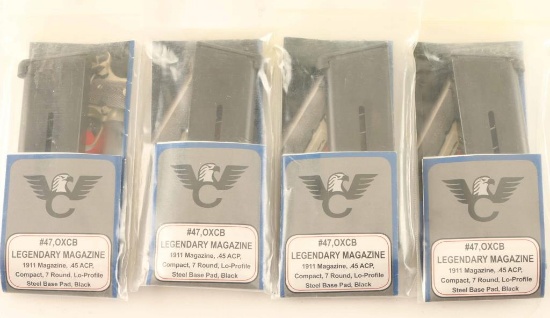 C
#47,OXCB
LEGENDARY MAGAZINE
1911 Magazine, .45 ACP,
Compact, 7 Round, Lo-Profile
Steel Base Pad, Black
C
#47,OXCB
LEGENDARY MAGAZINE
1911 Magazine, .45 ACP,
Compact, 7 Round, Lo-Profile
Steel Base Pad, Black
C
#47,OXCB
LEGENDARY MAGAZINE
1911 Magazine, .45 ACP,
Compact, 7 Round, Lo-Profile
Steel Base Pad, Black
C
#47,OXCB
LEGENDARY MAGAZINE
1911 Magazine, .45 ACP,
Compact, 7 Round, Lo-Profile
Steel Base Pad, Black